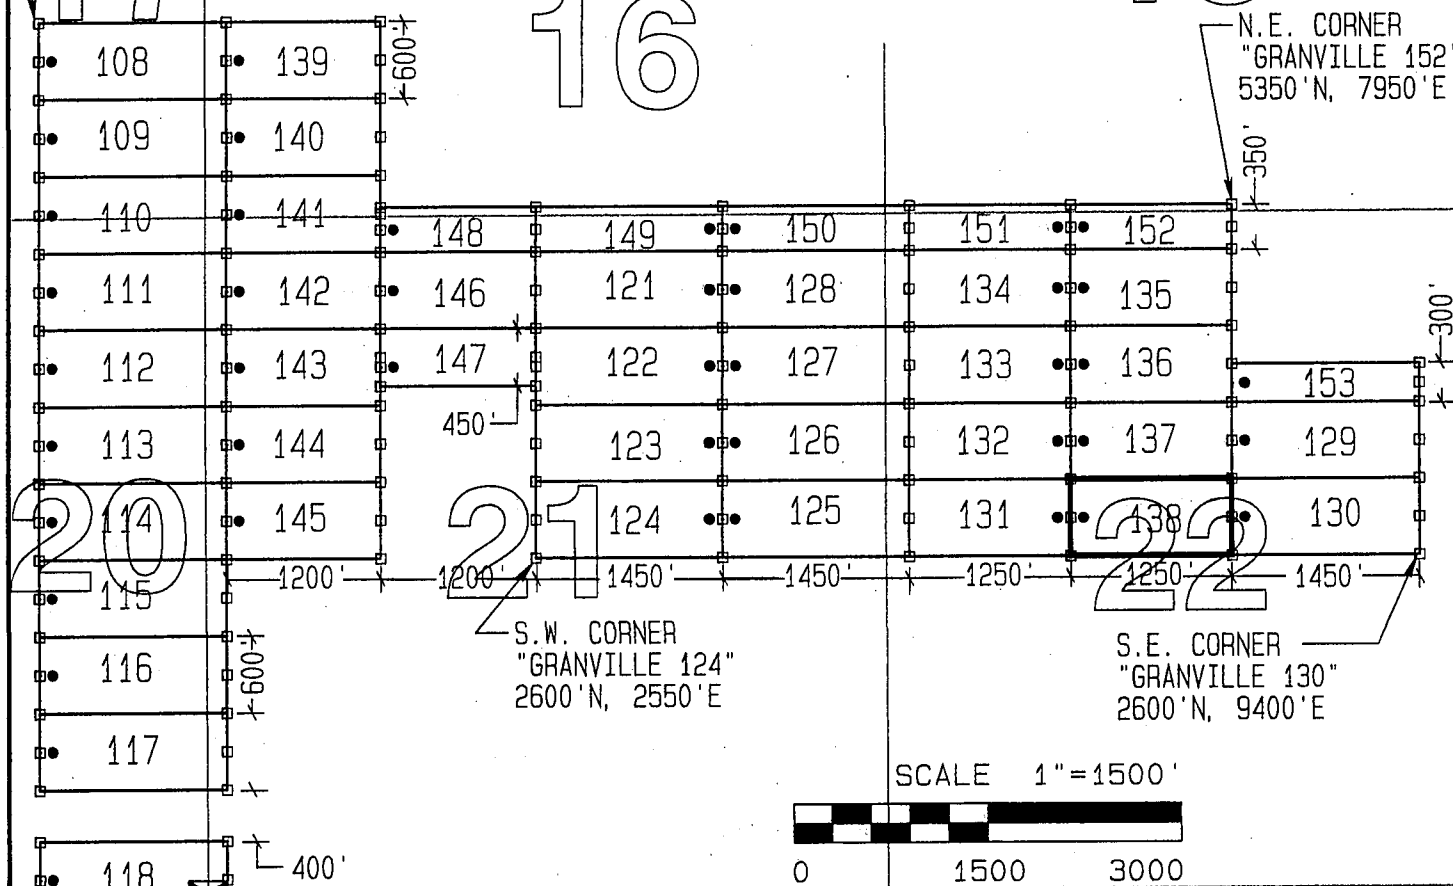 17
16
N.E. CORNER
"GRANVILLE 152"
5350'N, 7950'E
108 139
600'
109 140
350'
110 141 148 149 150 151 152
111 142 146 121 128 134 135
300'
112 143 147 122 127 133 136 153
450'
113 144 123 126 132 137 129
20 21 22
114 145 124 125 131 138 130
1200' 1200' 1450' 1450' 1250' 1250' 1450'
115
S.W. CORNER
"GRANVILLE 124"
2600'N, 2550'E
S.E. CORNER
"GRANVILLE 130"
2600'N, 9400'E
116
600'
117
SCALE 1"=1500'
0 1500 3000
118
400'